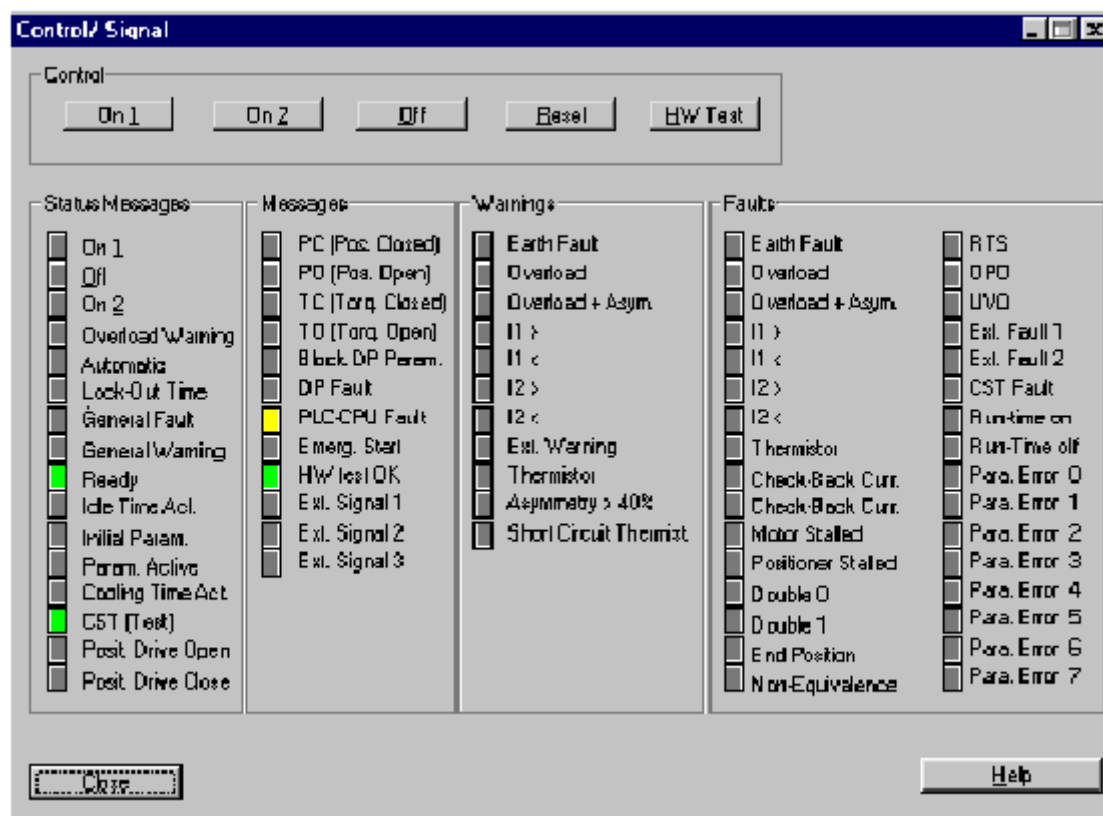 Control/ Signal
Control
On 1
On 2
Off
Reset
HW Test
Status Messages
On 1
Off
On 2
Overload Warning
Automatic
Lock-Out Time
General Fault
General Warning
Ready
Idle Time Act.
Initial Param.
Param. Active
Cooling Time Act.
CST (Test)
Posit. Drive Open
Posit. Drive Close
Messages
PC (Pos. Closed)
PO (Pos. Open)
TC (Torq. Closed)
TO (Torq. Open)
Block. DP Param.
DP Fault
PLC-CPU Fault
Emerg. Start
HW test OK
Ext. Signal 1
Ext. Signal 2
Ext. Signal 3
Warnings
Earth Fault
Overload
Overload + Asym.
I1 >
I1 <
I2 >
I2 <
Ext. Warning
Thermistor
Asymmetry > 40%
Short Circuit Thermist.
Faults
Earth Fault
Overload
Overload + Asym.
I1 >
I1 <
I2 >
I2 <
Thermistor
Check-Back Curr.
Check-Back Curr.
Motor Stalled
Positioner Stalled
Double 0
Double 1
End Position
Non-Equivalence
RTS
OPO
UVO
Ext. Fault 1
Ext. Fault 2
CST Fault
Run-time on
Run-Time off
Para. Error 0
Para. Error 1
Para. Error 2
Para. Error 3
Para. Error 4
Para. Error 5
Para. Error 6
Para. Error 7
Close
Help